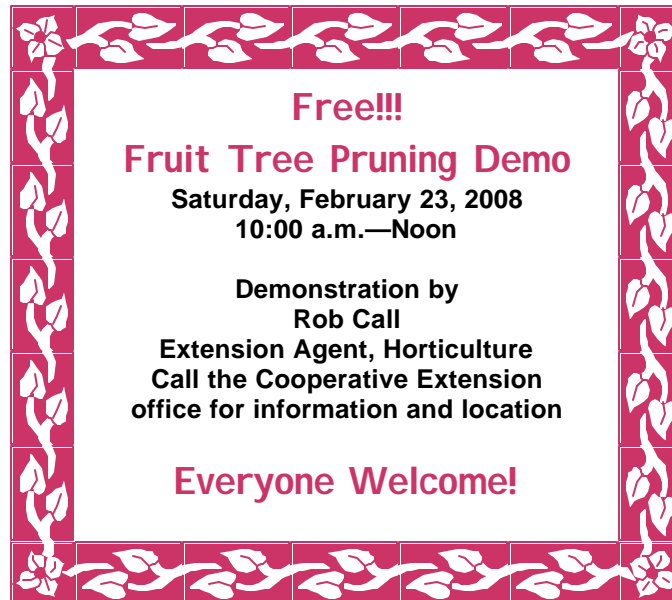 Free!!!
Fruit Tree Pruning Demo
Saturday, February 23, 2008
10:00 a.m.—Noon
Demonstration by
Rob Call
Extension Agent, Horticulture
Call the Cooperative Extension
office for information and location
Everyone Welcome!